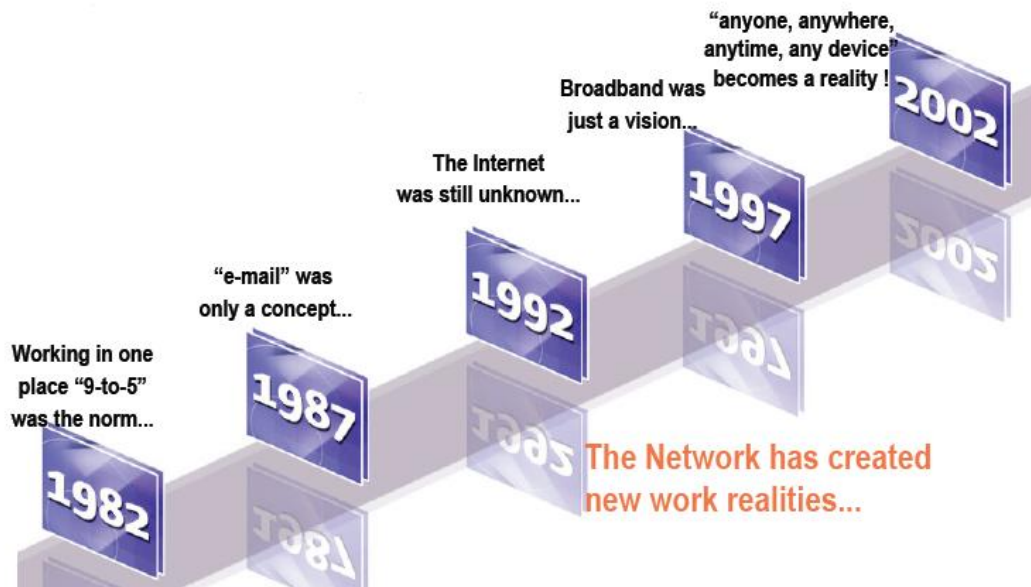 Working in one
place “9-to-5”
was the norm...
1982
“e-mail” was
only a concept...
1987
The Internet
was still unknown...
1992
Broadband was
just a vision...
1997
“anyone, anywhere,
anytime, any device”
becomes a reality !
2002
The Network has created
new work realities...